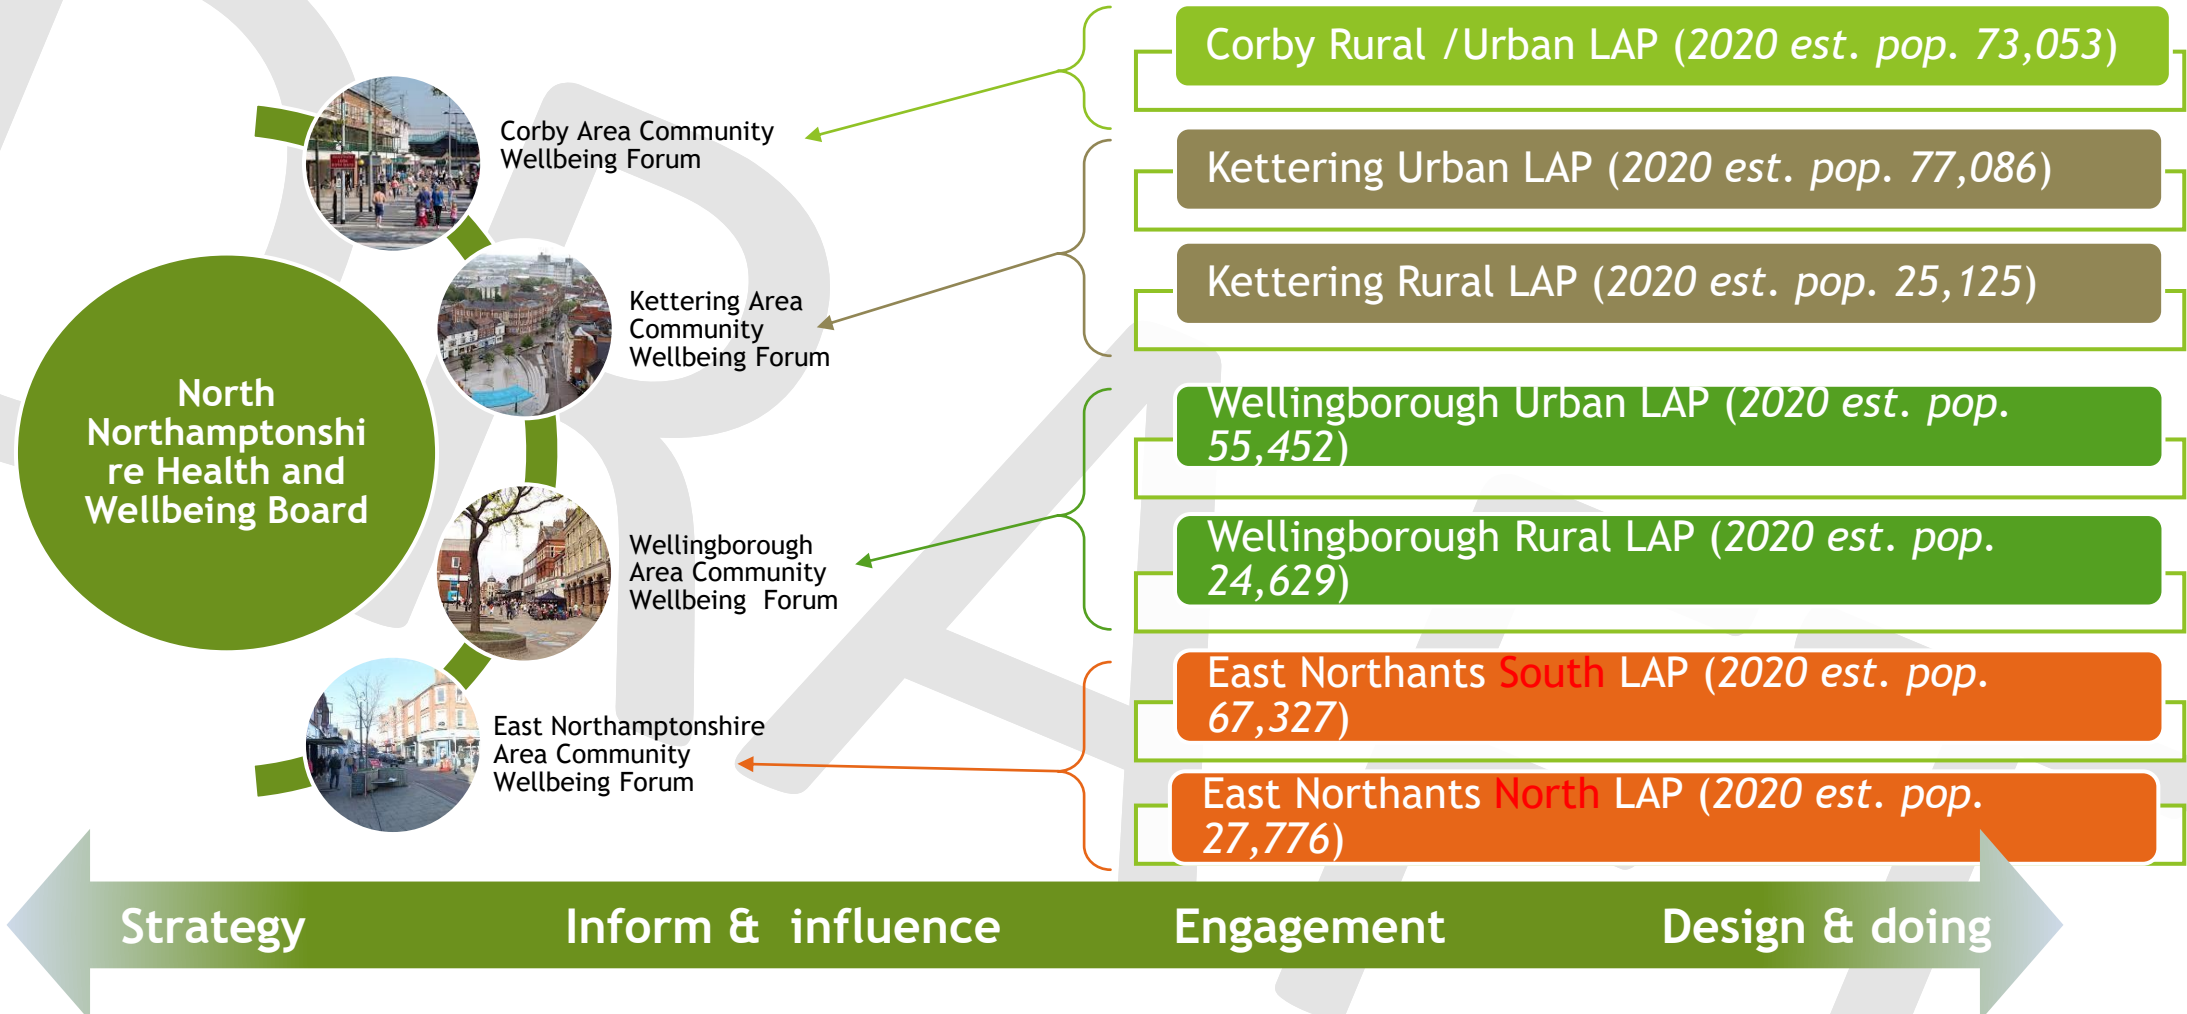 Corby Rural /Urban LAP (2020 est. pop. 73,053)
Corby Area Community
Wellbeing Forum
Kettering Urban LAP (2020 est. pop. 77,086)
Kettering Rural LAP (2020 est. pop. 25,125)
Kettering Area
Community
Wellbeing Forum
North
Northamptonshi
re Health and
Wellbeing Board
Wellingborough Urban LAP (2020 est. pop.
55,452)
Wellingborough Rural LAP (2020 est. pop.
24,629)
Wellingborough
Area Community
Wellbeing  Forum
East Northants South LAP (2020 est. pop.
67,327)
East Northamptonshire
Area Community
Wellbeing Forum
East Northants North LAP (2020 est. pop.
27,776)
Strategy
Inform &  influence
Engagement
Design & doing
DRAFT